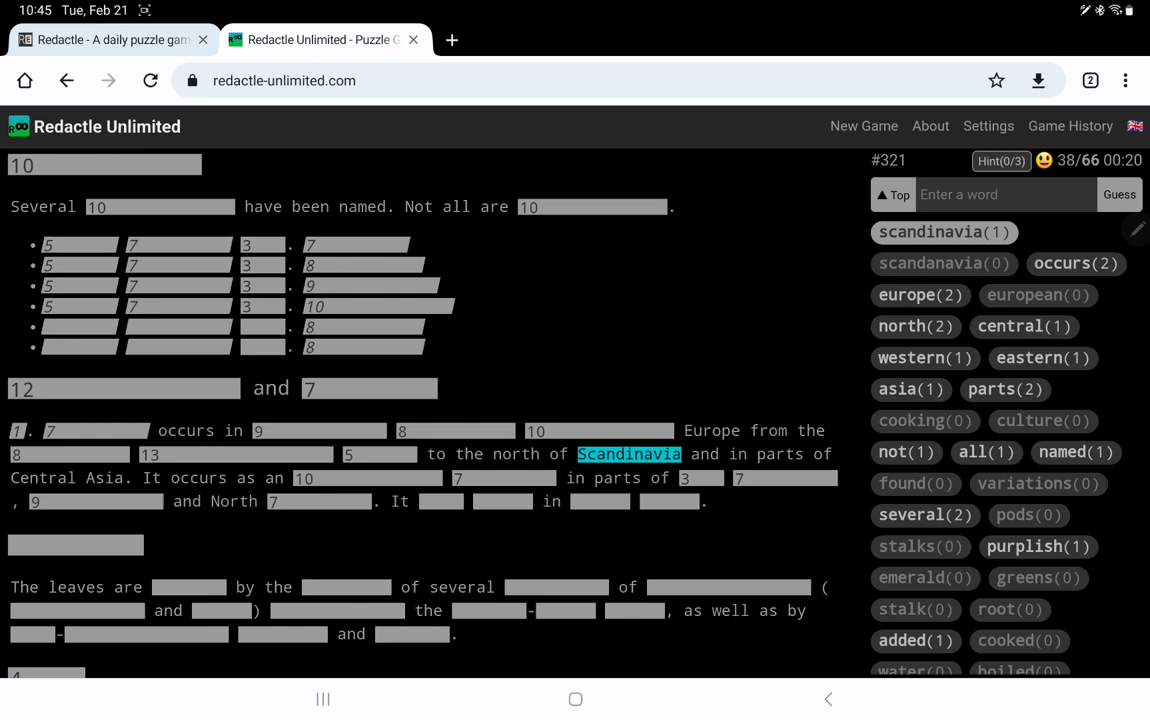 10:45 Tue, Feb 21
Redactle - A daily puzzle gam
Redactle Unlimited - Puzzle G
redactle-unlimited.com
2
Redactle Unlimited
New Game About Settings Game History
10
#321 Hint(0/3) 38/66 00:20
Several 10 have been named. Not all are 10.
▲ Top Enter a word Guess
• 5 7 3. 7
• 5 7 3. 8
• 5 7 3. 9
• 5 7 3. 10
• . 8
• . 8
12 and 7
1. 7 occurs in 9 8 10 Europe from the
8 13 5 to the north of Scandinavia and in parts of
Central Asia. It occurs as an 10 7 in parts of 3 7
, 9 and North 7. It in .
The leaves are by the of several of (
and ) the - , as well as by
- and .
4
scandinavia(1)
scandanavia(0) occurs(2)
europe(2) european(0)
north(2) central(1)
western(1) eastern(1)
asia(1) parts(2)
cooking(0) culture(0)
not(1) all(1) named(1)
found(0) variations(0)
several(2) pods(0)
stalks(0) purplish(1)
emerald(0) greens(0)
stalk(0) root(0)
added(1) cooked(0)
water(0) boiled(0)